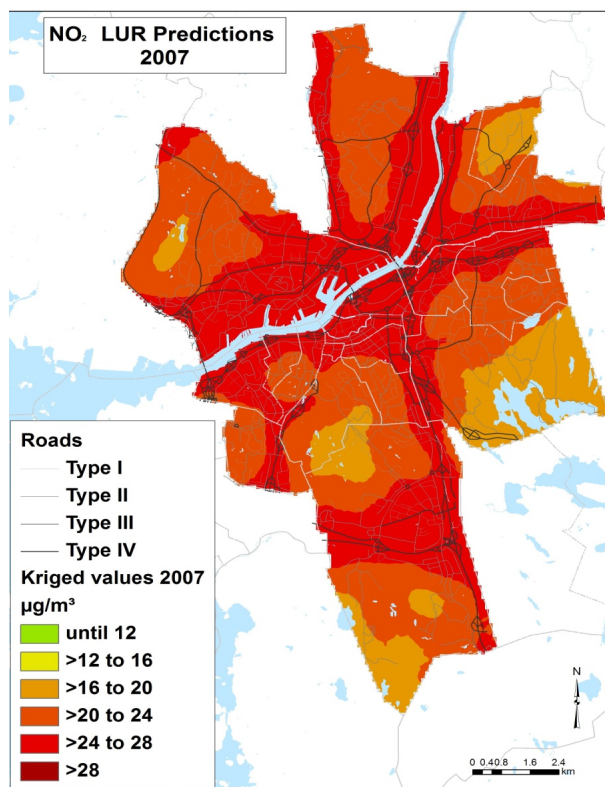 NO₂ LUR Predictions
2007
Roads
Type I
Type II
Type III
Type IV
Kriged values 2007
µg/m³
until 12
>12 to 16
>16 to 20
>20 to 24
>24 to 28
>28
N
0 0.40.8 1.6 2.4
km